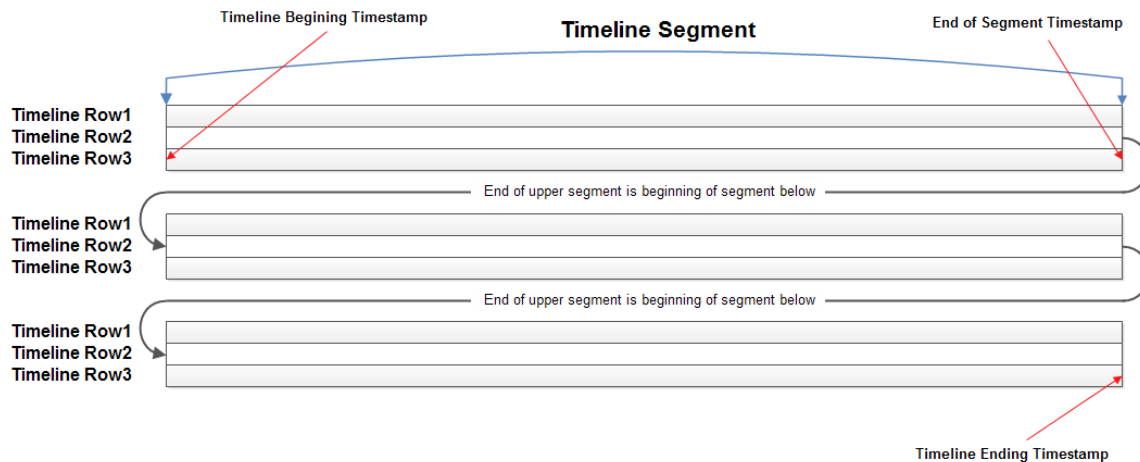 Timeline Begining Timestamp
End of Segment Timestamp
Timeline Segment
Timeline Row1
Timeline Row2
Timeline Row3
End of upper segment is beginning of segment below
Timeline Row1
Timeline Row2
Timeline Row3
End of upper segment is beginning of segment below
Timeline Row1
Timeline Row2
Timeline Row3
Timeline Ending Timestamp